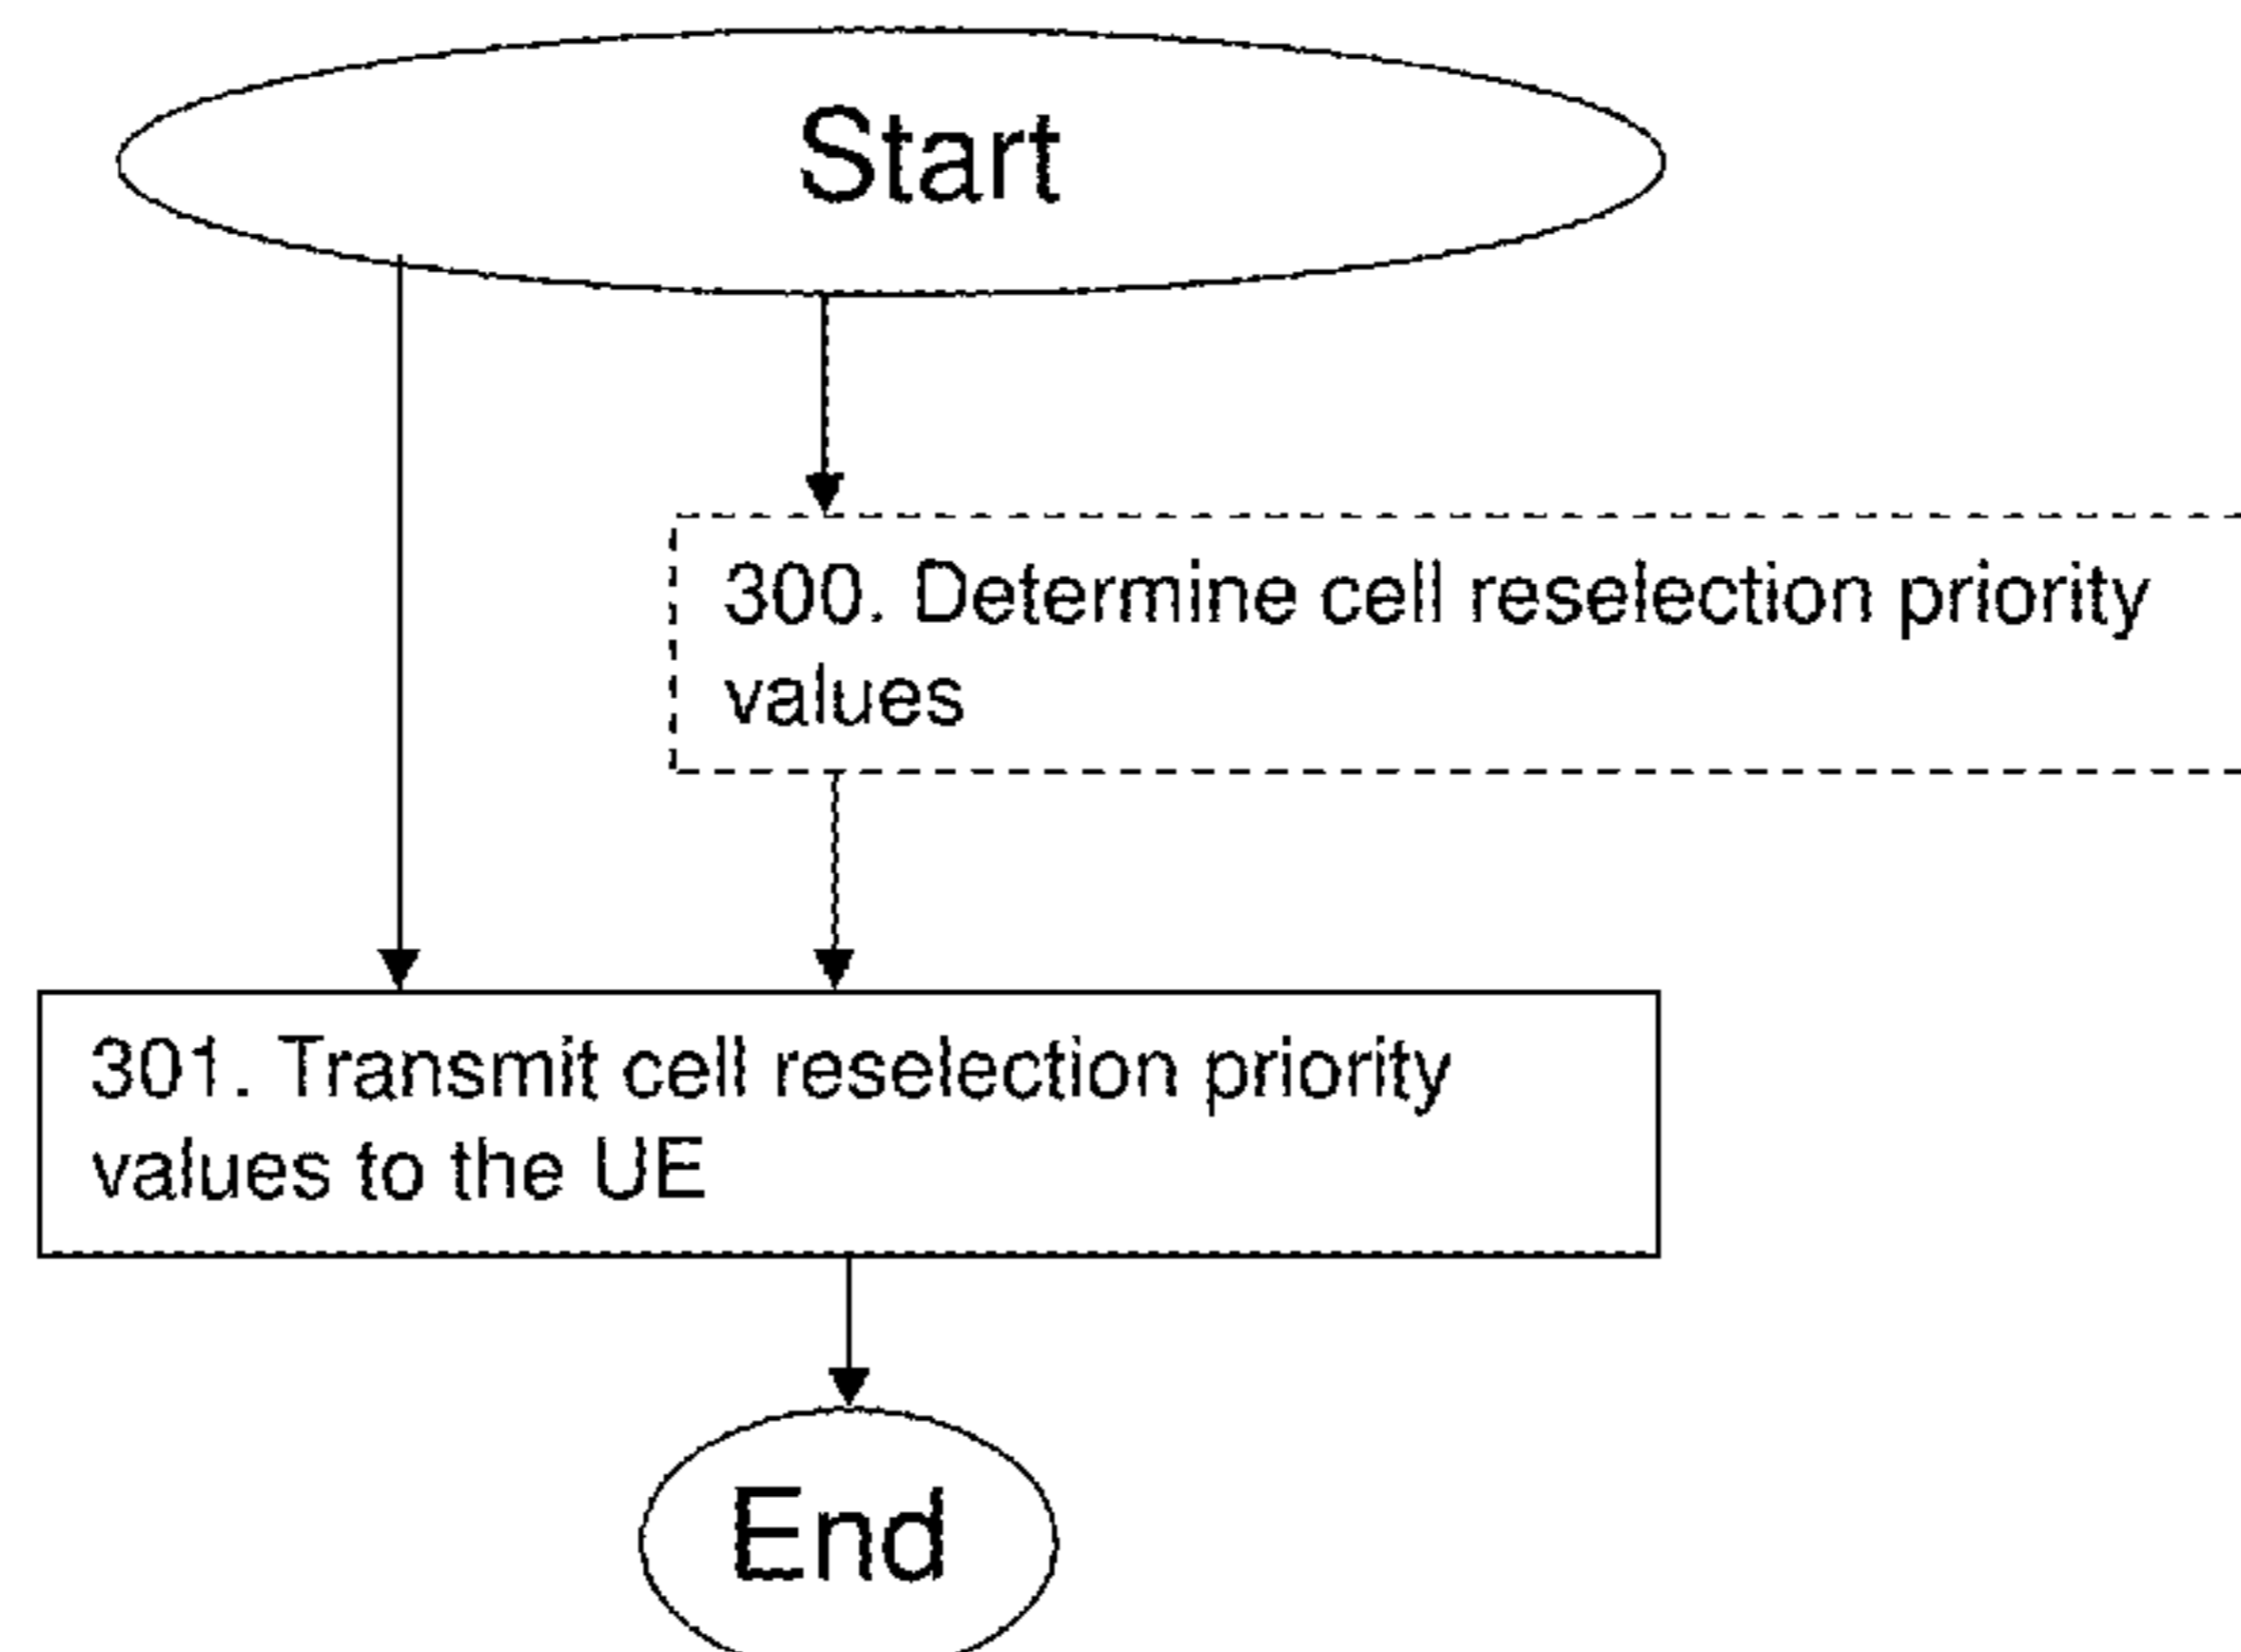 Start
300. Determine cell reselection priority
values
301. Transmit cell reselection priority
values to the UE
End